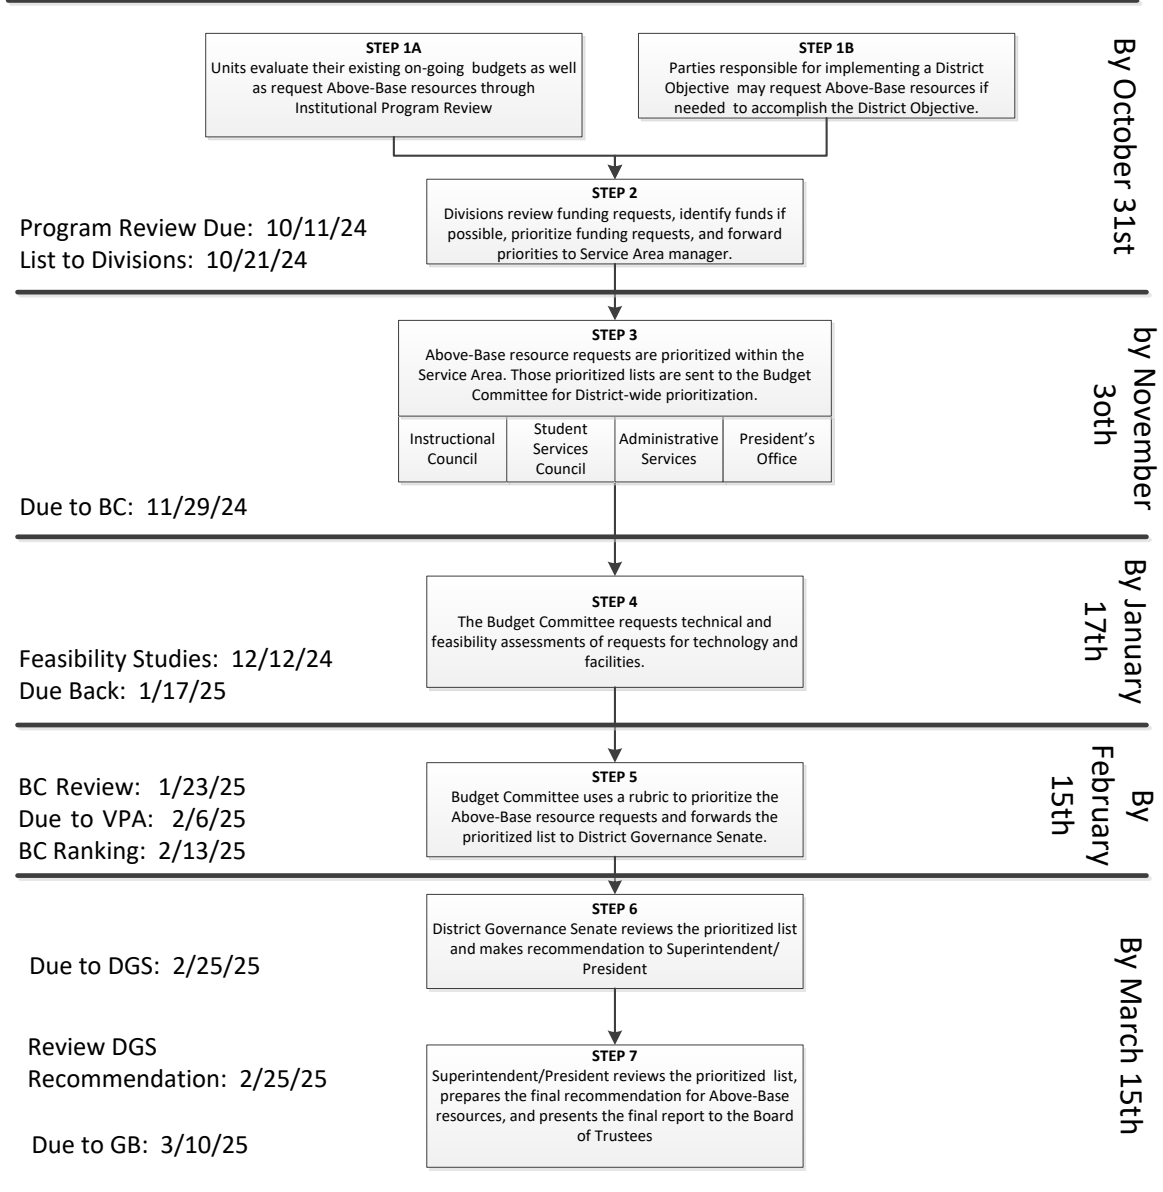 STEP 1A
Units evaluate their existing on-going budgets as well
as request Above-Base resources through
Institutional Program Review
STEP 1B
Parties responsible for implementing a District
Objective may request Above-Base resources if
needed to accomplish the District Objective.
By October 31st
STEP 2
Divisions review funding requests, identify funds if
possible, prioritize funding requests, and forward
priorities to Service Area manager.
Program Review Due: 10/11/24
List to Divisions: 10/21/24
by November
3oth
STEP 3
Above-Base resource requests are prioritized within the
Service Area. Those prioritized lists are sent to the Budget
Committee for District-wide prioritization.
Instructional
Council
Student
Services
Council
Administrative
Services
President's
Office
Due to BC: 11/29/24
By January
17th
STEP 4
The Budget Committee requests technical and
feasibility assessments of requests for technology and
facilities.
Feasibility Studies: 12/12/24
Due Back: 1/17/25
By
February
15th
STEP 5
Budget Committee uses a rubric to prioritize the
Above-Base resource requests and forwards the
prioritized list to District Governance Senate.
BC Review: 1/23/25
Due to VPA: 2/6/25
BC Ranking: 2/13/25
STEP 6
District Governance Senate reviews the prioritized list
and makes recommendation to Superintendent/
President
Due to DGS: 2/25/25
By March 15th
Review DGS
Recommendation: 2/25/25
STEP 7
Superintendent/President reviews the prioritized list,
prepares the final recommendation for Above-Base
resources, and presents the final report to the Board
of Trustees
Due to GB: 3/10/25